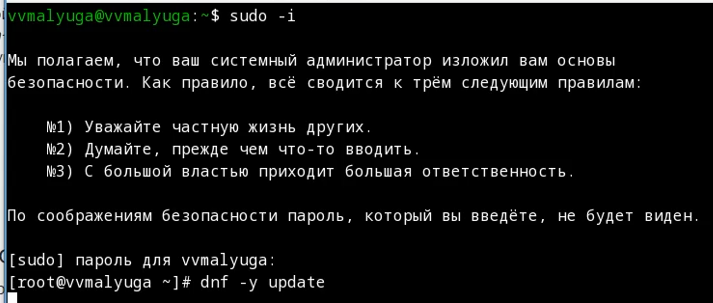 vvmalyuga@vvmalyuga:~$ sudo -i
Мы полагаем, что ваш системный администратор изложил вам основы
безопасности. Как правило, всё сводится к трём следующим правилам:
№1) Уважайте частную жизнь других.
№2) Думайте, прежде чем что-то вводить.
№3) С большой властью приходит большая ответственность.
По соображениям безопасности пароль, который вы введёте, не будет виден.
[sudo] пароль для vvmalyuga:
[root@vvmalyuga ~]# dnf -y update